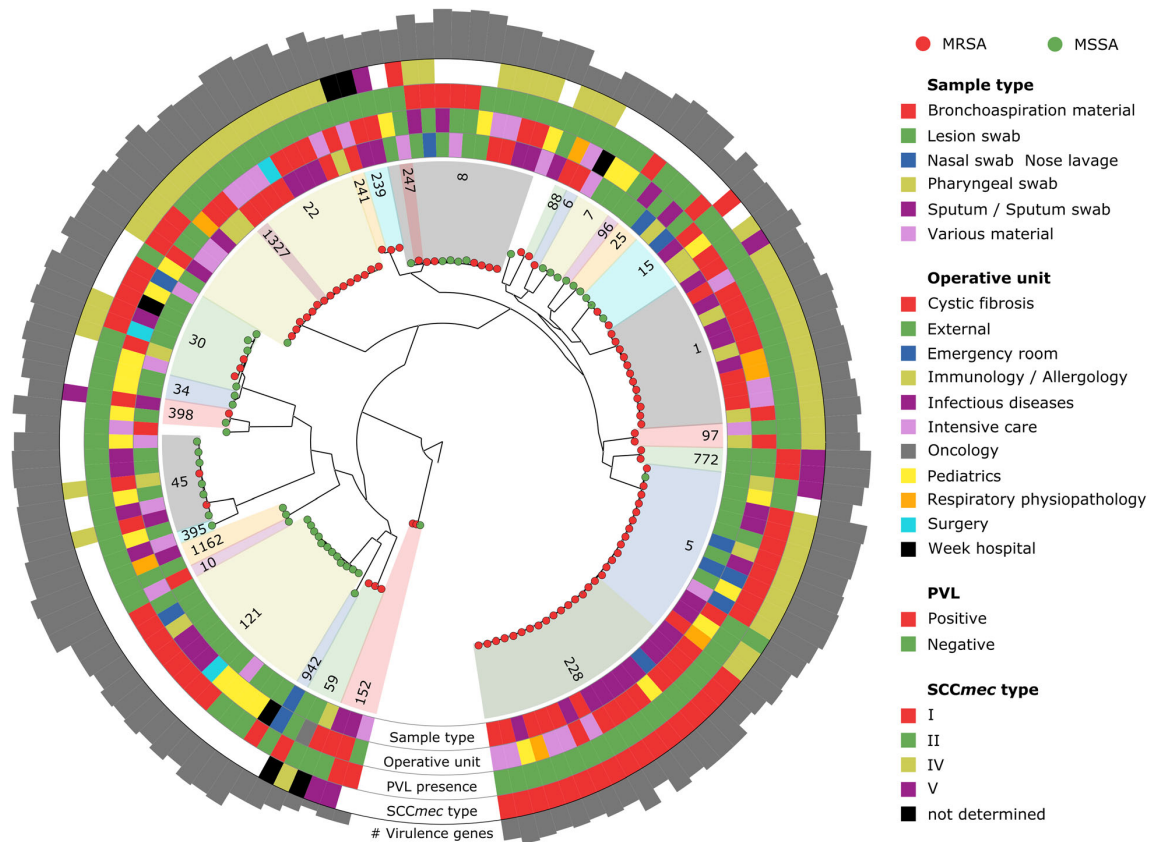 MRSA MSSA
Sample type
Bronchoaspiration material
Lesion swab
Nasal swab Nose lavage
Pharyngeal swab
Sputum / Sputum swab
Various material
Operative unit
Cystic fibrosis
External
Emergency room
Immunology / Allergology
Infectious diseases
Intensive care
Oncology
Pediatrics
Respiratory physiopathology
Surgery
Week hospital
PVL
Positive
Negative
SCCmec type
I
II
IV
V
not determined
8
88
6
7
96
25
15
1
97
772
5
228
152
59
942
121
10
1162
395
45
398
34
30
1327
22
241
239
247
Sample type
Operative unit
PVL presence
SCCmec type
# Virulence genes